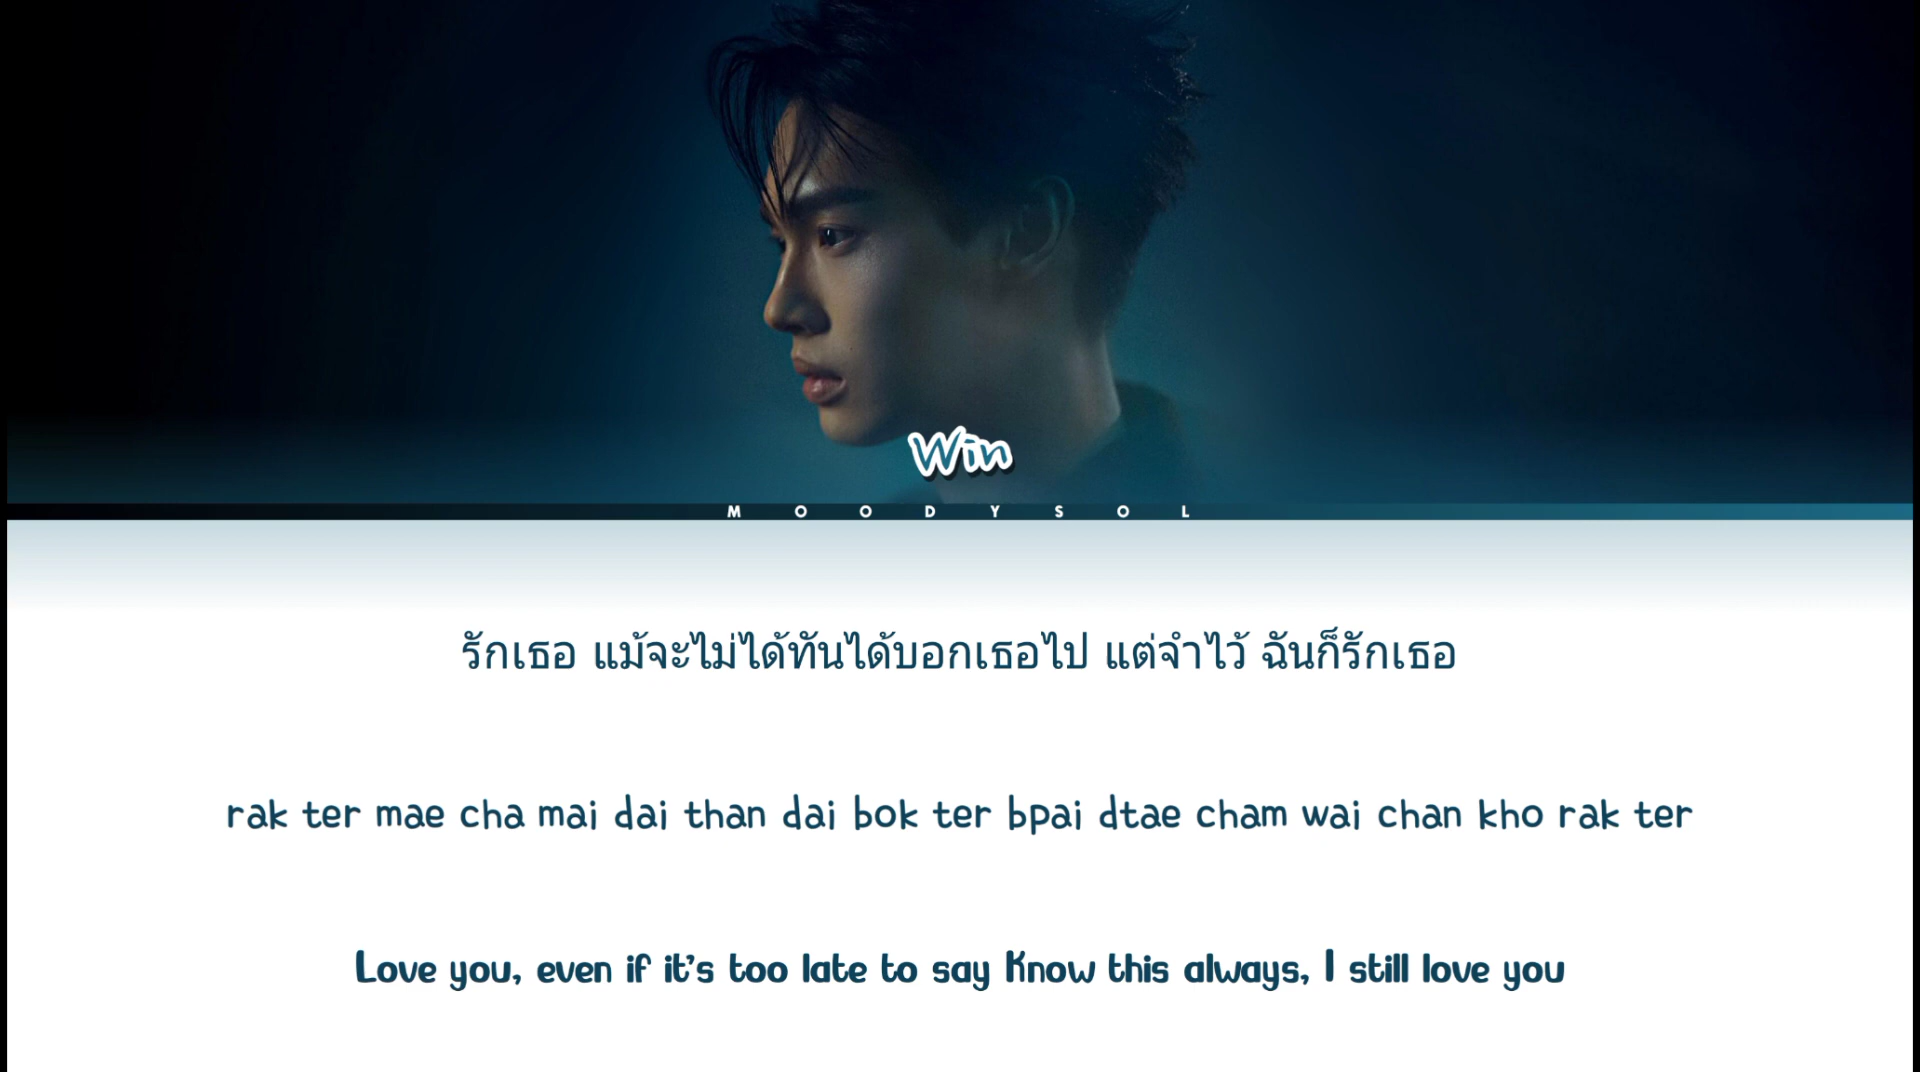 Win
MOODYSOL
รักเธอ แม้จะไม่ได้ทันได้บอกเธอไป แต่จำไว้ ฉันก็รักเธอ
rak ter mae cha mai dai than dai bok ter bpai dtae cham wai chan kho rak ter
Love you, even if it's too late to say Know this always, I still love you